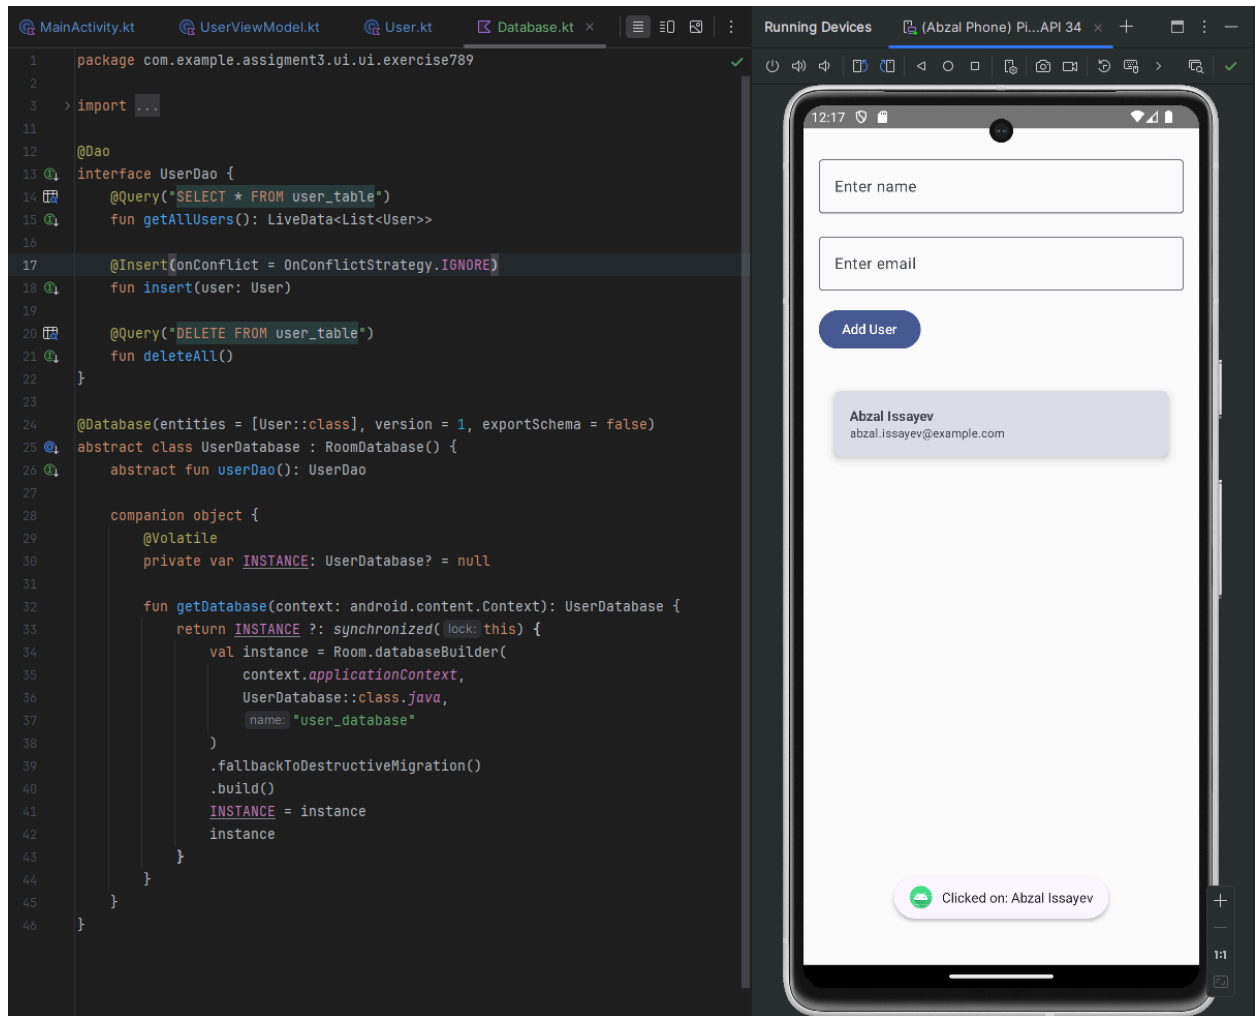 MainActivity.kt UserViewModel.kt User.kt Database.kt
1 package com.example.assigment3.ui.ui.exercise789
2
3 import ...
11
12 @Dao
13 interface UserDao {
14 @Query("SELECT * FROM user_table")
15 fun getAllUsers(): LiveData<List<User>>
16
17 @Insert(onConflict = OnConflictStrategy.IGNORE)
18 fun insert(user: User)
19
20 @Query("DELETE FROM user_table")
21 fun deleteAll()
22 }
23
24 @Database(entities = [User::class], version = 1, exportSchema = false)
25 abstract class UserDatabase : RoomDatabase() {
26 abstract fun userDao(): UserDao
27
28 companion object {
29 @Volatile
30 private var INSTANCE: UserDatabase? = null
31
32 fun getDatabase(context: android.content.Context): UserDatabase {
33 return INSTANCE ?: synchronized( lock: this) {
34 val instance = Room.databaseBuilder(
35 context.applicationContext,
36 UserDatabase::class.java,
37 name: "user_database"
38 )
39 .fallbackToDestructiveMigration()
40 .build()
41 INSTANCE = instance
42 instance
43 }
44 }
45 }
46 }
Running Devices (Abzal Phone) Pi...API 34
12:17
Enter name
Enter email
Add User
Abzal Issayev
abzal.issayev@example.com
Clicked on: Abzal Issayev
1:1